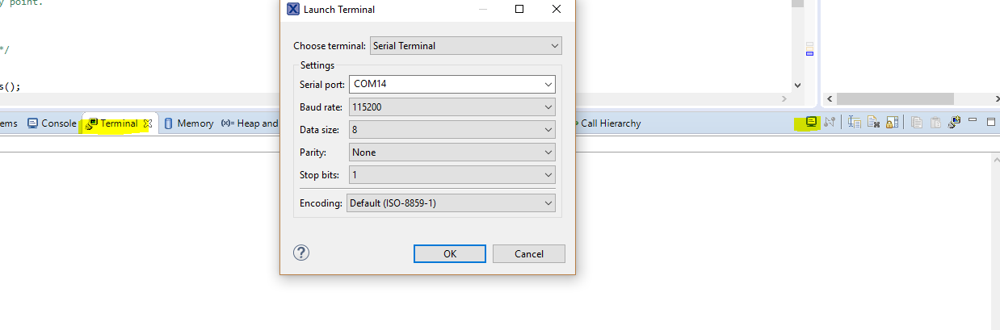 y point.
Launch Terminal
*/
Choose terminal: Serial Terminal
Settings
s();
Serial port: COM14
Baud rate: 115200
ems Console Terminal Memory (x)= Heap and Call Hierarchy
Data size: 8
Parity: None
Stop bits: 1
Encoding: Default (ISO-8859-1)
?
OK Cancel